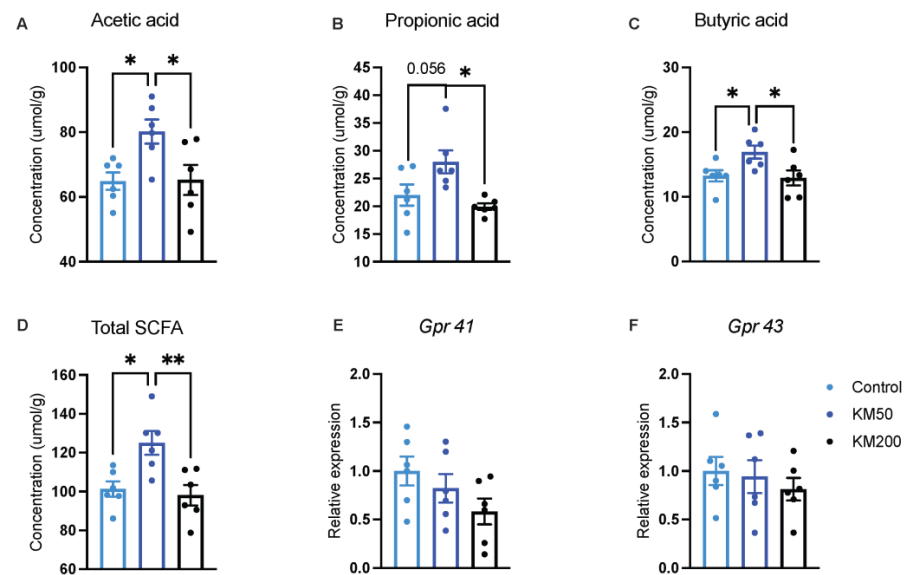 A Acetic acid
Concentration (umol/g)
100
80
60
40
* *
B Propionic acid
Concentration (umol/g)
45
40
35
30
25
20
15
10
0.056 *
C Butyric acid
Concentration (umol/g)
30
20
10
0
* *
D Total SCFA
Concentration (umol/g)
160
140
120
100
80
60
* **
E Gpr 41
Relative expression
2.0
1.5
1.0
0.5
0.0
F Gpr 43
Relative expression
2.0
1.5
1.0
0.5
0.0
Control
KM50
KM200